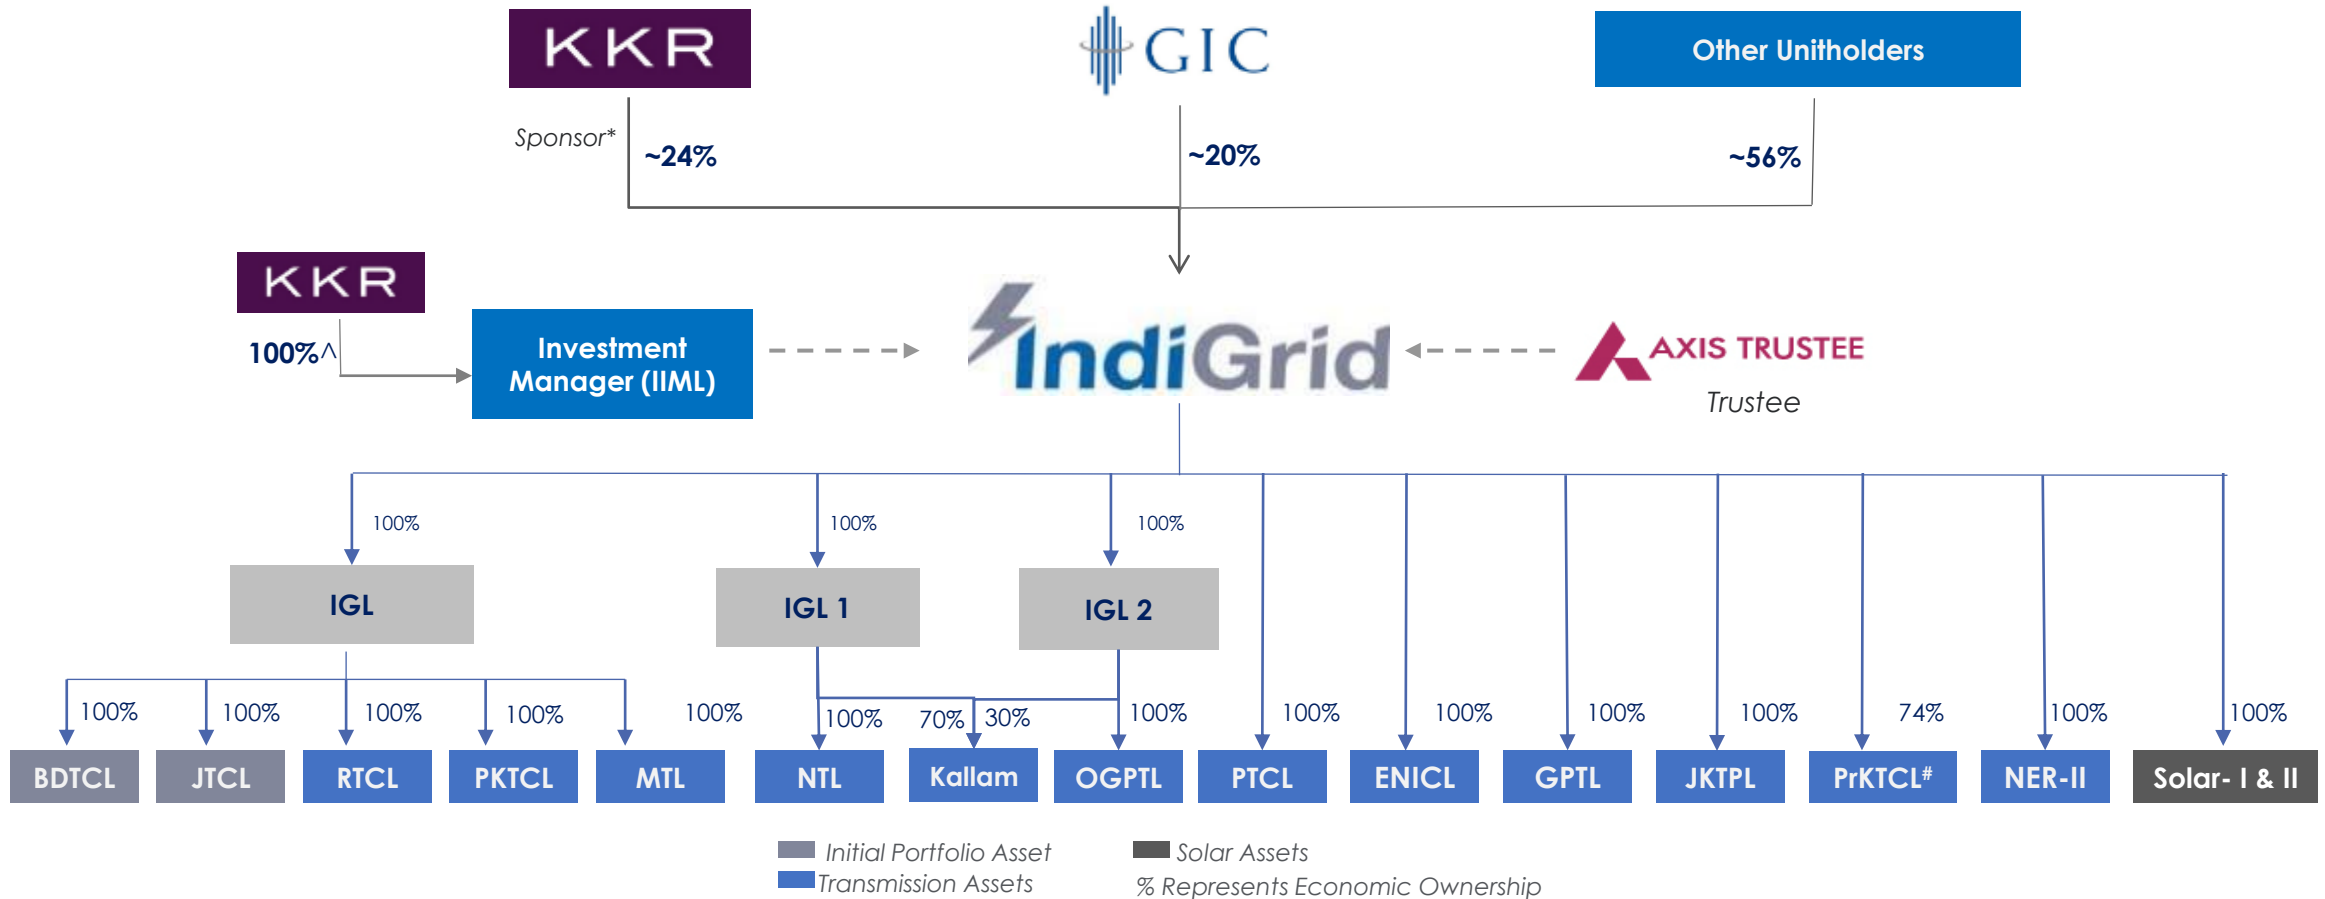 KKR
GIC
Other Unitholders
Sponsor*
~24%
~20%
~56%
KKR
100%^
Investment
Manager (IIML)
IndiGrid
AXIS TRUSTEE
Trustee
100%
100%
100%
IGL
IGL 1
IGL 2
100%
100%
100%
100%
100%
100%
70%
30%
100%
100%
100%
100%
100%
74%
100%
100%
BDTCL
JTCL
RTCL
PKTCL
MTL
NTL
Kallam
OGPTL
PTCL
ENICL
GPTL
JKTPL
PrKTCL#
NER-II
Solar- I & II
Initial Portfolio Asset
Solar Assets
Transmission Assets
% Represents Economic Ownership